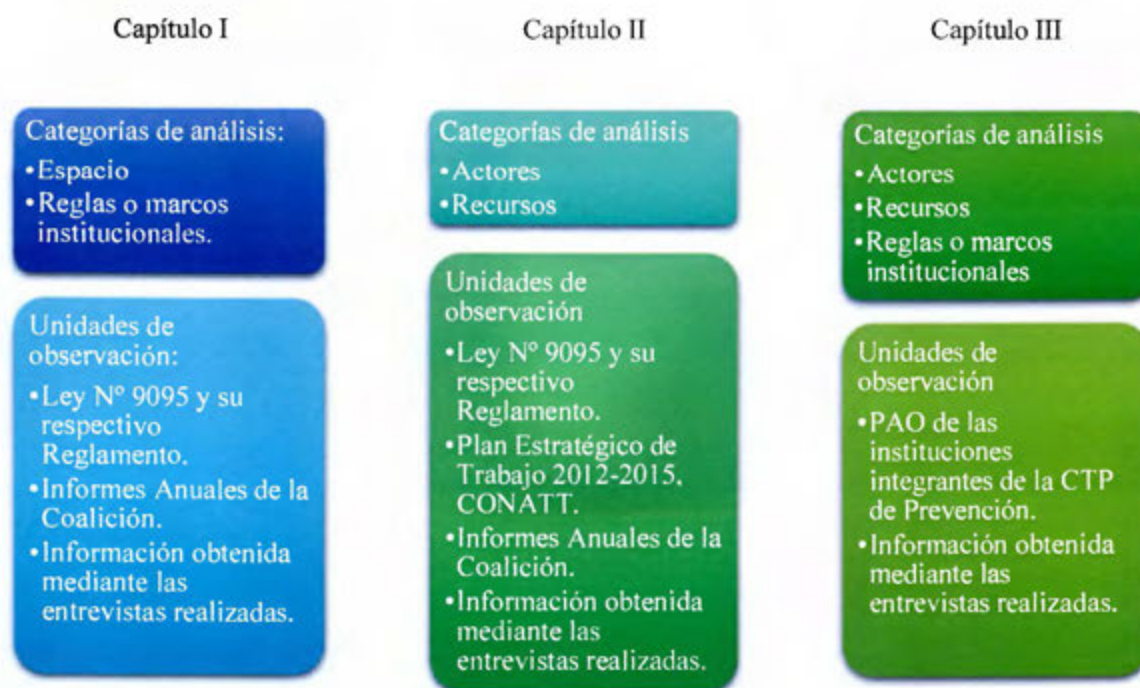 Capítulo I
Categorías de análisis:
•Espacio
•Reglas o marcos
institucionales.
Unidades de
observación:
•Ley Nº 9095 y su
respectivo
Reglamento.
•Informes Anuales de la
Coalición.
•Información obtenida
mediante las
entrevistas realizadas.
Capítulo II
Categorías de análisis
•Actores
•Recursos
Unidades de
observación
•Ley Nº 9095 y su
respectivo
Reglamento.
•Plan Estratégico de
Trabajo 2012-2015,
CONATT.
•Informes Anuales de la
Coalición.
•Información obtenida
mediante las
entrevistas realizadas.
Capítulo III
Categorías de análisis
•Actores
•Recursos
•Reglas o marcos
institucionales
Unidades de
observación
•PAO de las
instituciones
integrantes de la CTP
de Prevención.
•Información obtenida
mediante las
entrevistas realizadas.